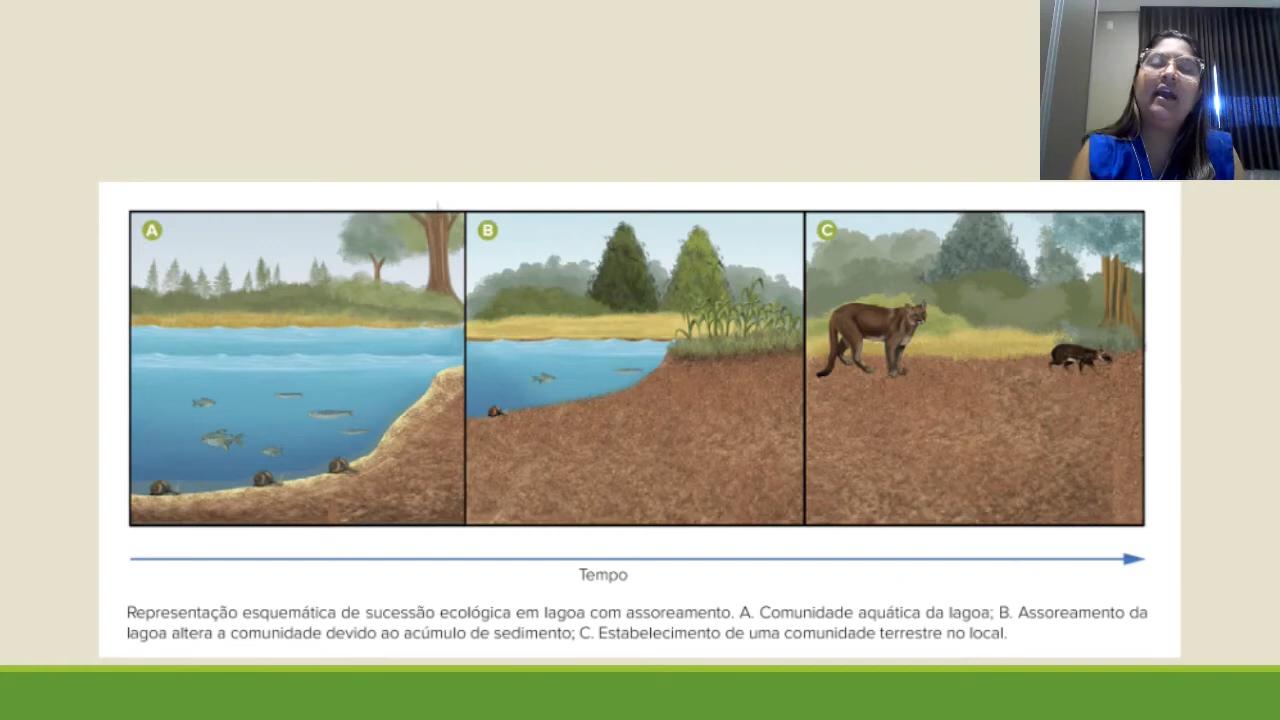 A
B
C
Tempo
Representação esquemática de sucessão ecológica em lagoa com assoreamento. A. Comunidade aquática da lagoa; B. Assoreamento da
lagoa altera a comunidade devido ao acúmulo de sedimento; C. Estabelecimento de uma comunidade terrestre no local.